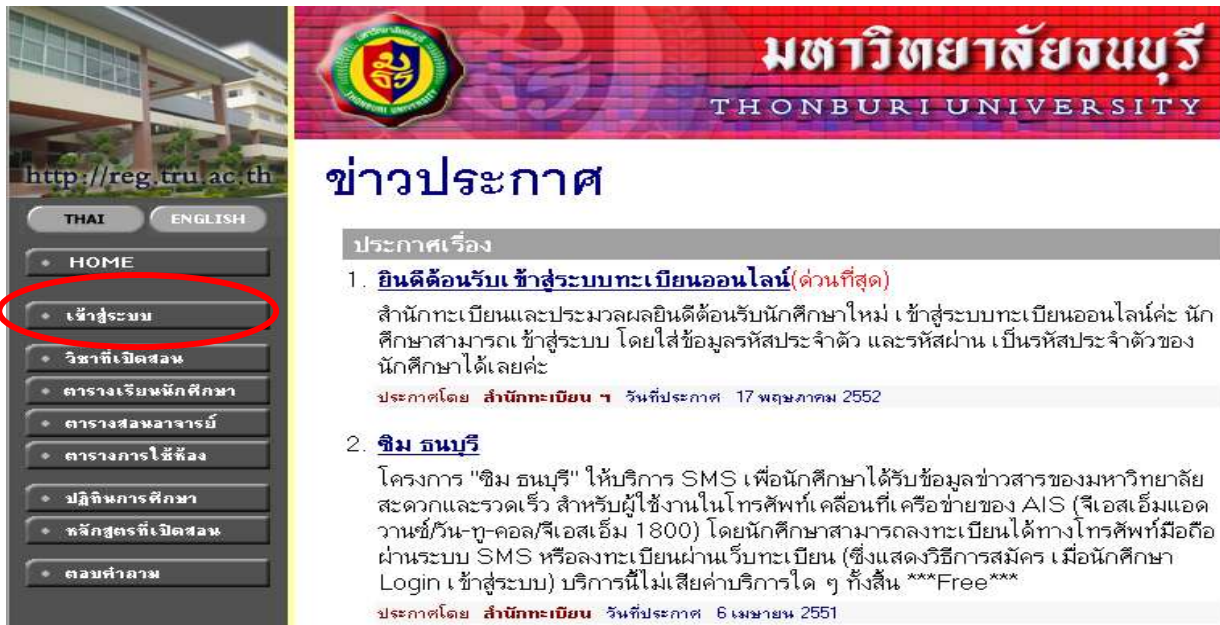 http://reg.tru.ac.th
THAI ENGLISH
HOME
เข้าสู่ระบบ
วิชาที่เปิดสอน
ตารางเรียนนักศึกษา
ตารางสอนอาจารย์
ตารางการใช้ห้อง
ปฏิทินการศึกษา
หลักสูตรที่เปิดสอน
ตอบคำถาม
มหาวิทยาลัยธนบุรี
THONBURI UNIVERSITY
ข่าวประกาศ
ประกาศเรื่อง
1. ยินดีต้อนรับเข้าสู่ระบบทะเบียนออนไลน์(ด่วนที่สุด)
สำนักทะเบียนและประมวลผลยินดีต้อนรับนักศึกษาใหม่ เข้าสู่ระบบทะเบียนออนไลน์ค่ะ นัก
ศึกษาสามารถเข้าสู่ระบบ โดยใส่ข้อมูลรหัสประจำตัว และรหัสผ่าน เป็นรหัสประจำตัวของ
นักศึกษาได้เลยค่ะ
ประกาศโดย สำนักทะเบียน ฯ วันที่ประกาศ 17 พฤษภาคม 2552
2. ซิม ธนบุรี
โครงการ "ซิม ธนบุรี" ให้บริการ SMS เพื่อนักศึกษาได้รับข้อมูลข่าวสารของมหาวิทยาลัย
สะดวกและรวดเร็ว สำหรับผู้ใช้งานในโทรศัพท์เคลื่อนที่เครือข่ายของ AIS (จีเอสเอ็มแอด
วานซ์/วัน-ทู-คอล/จีเอสเอ็ม 1800) โดยนักศึกษาสามารถลงทะเบียนได้ทางโทรศัพท์มือถือ
ผ่านระบบ SMS หรือลงทะเบียนผ่านเว็บทะเบียน (ซึ่งแสดงวิธีการสมัคร เมื่อนักศึกษา
Login เข้าสู่ระบบ) บริการนี้ไม่เสียค่าบริการใด ๆ ทั้งสิ้น ***Free***
ประกาศโดย สำนักทะเบียน วันที่ประกาศ 6 เมษายน 2551